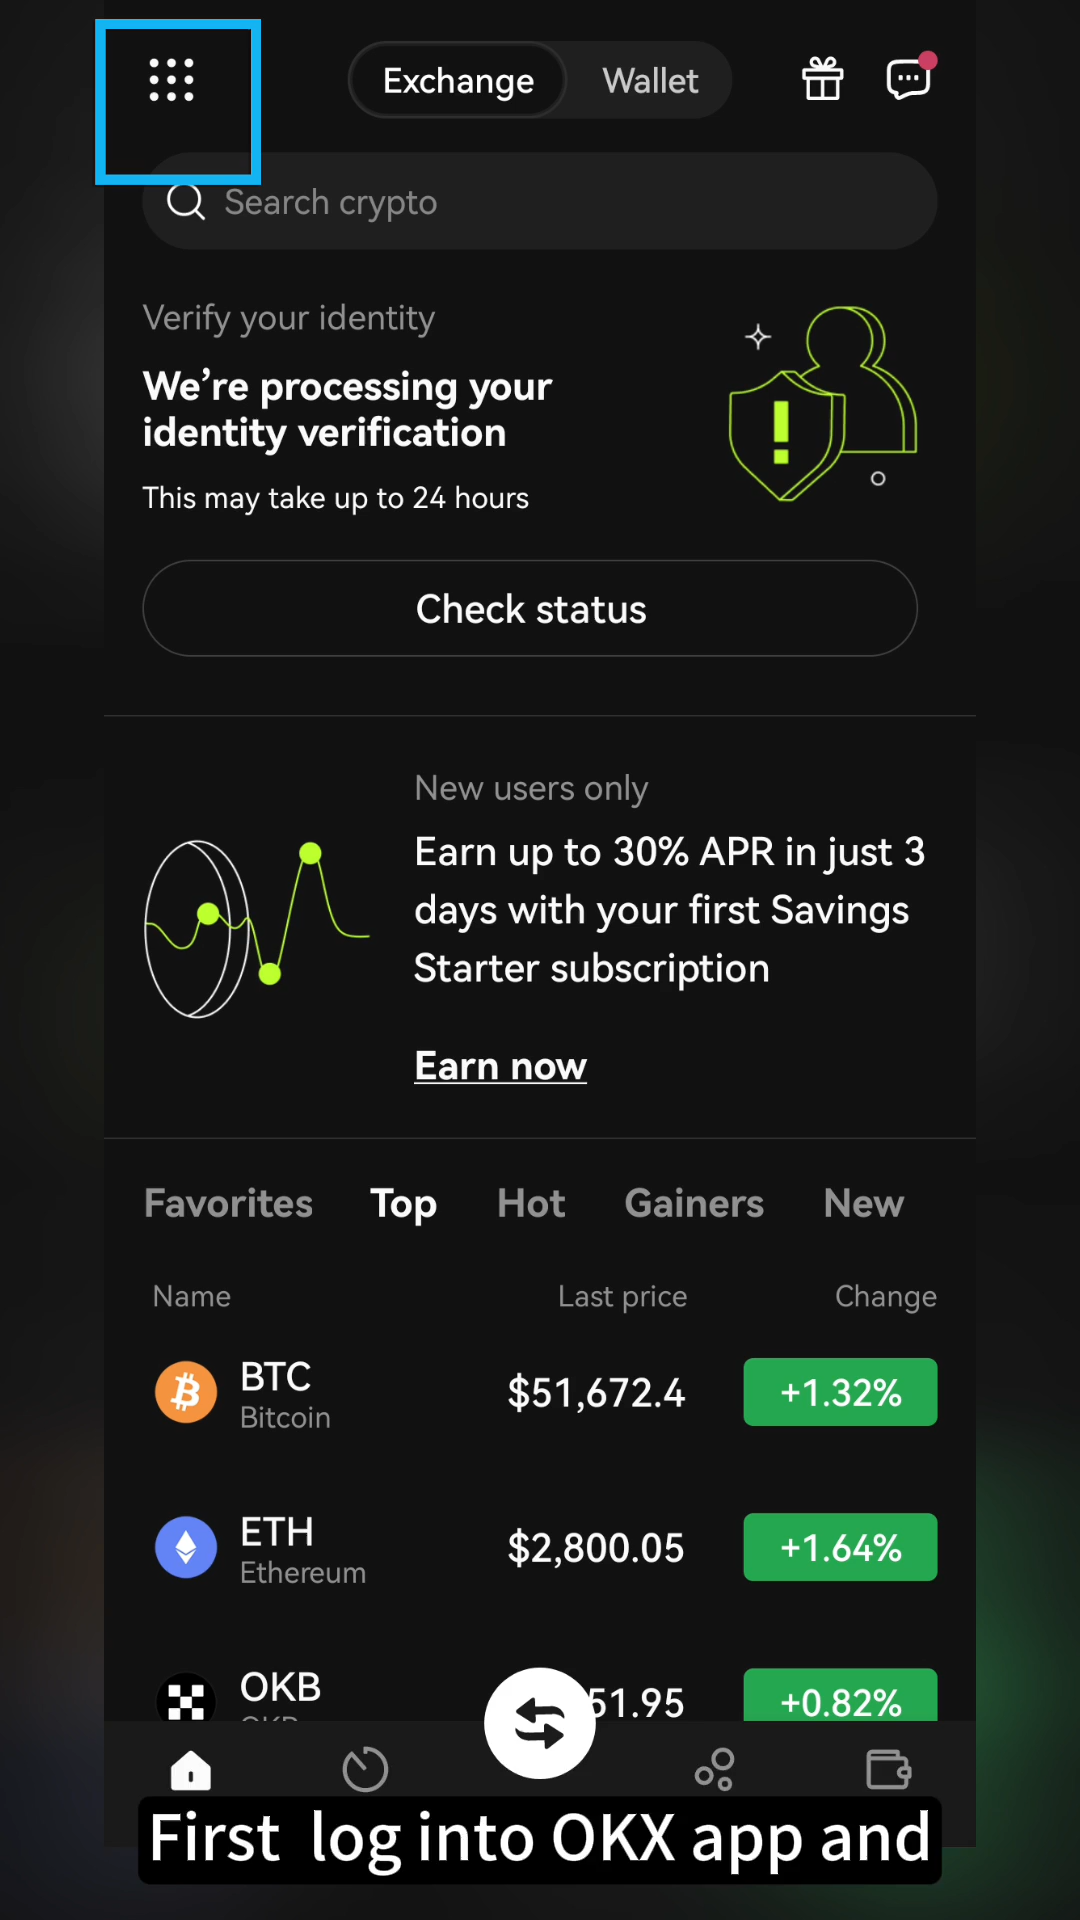 Exchange Wallet
Search crypto
Verify your identity
We're processing your
identity verification
This may take up to 24 hours
Check status
New users only
Earn up to 30% APR in just 3
days with your first Savings
Starter subscription
Earn now
Favorites Top Hot Gainers New
Name Last price Change
BTC
Bitcoin
$51,672.4 +1.32%
ETH
Ethereum
$2,800.05 +1.64%
OKB
51.95 +0.82%
First log into OKX app and